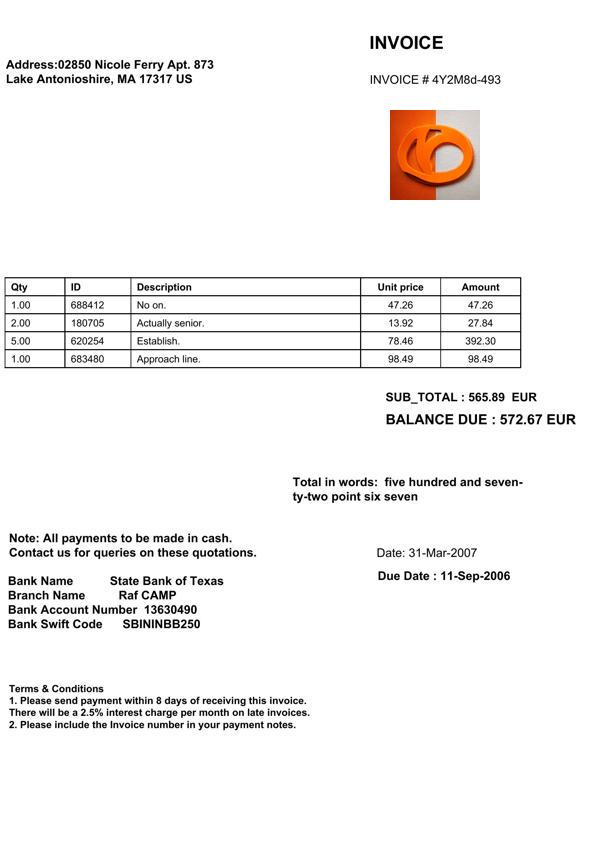 INVOICE
Address:02850 Nicole Ferry Apt. 873
Lake Antonioshire, MA 17317 US
INVOICE # 4Y2M8d-493
Qty ID Description Unit price Amount
1.00 688412 No on. 47.26 47.26
2.00 180705 Actually senior. 13.92 27.84
5.00 620254 Establish. 78.46 392.30
1.00 683480 Approach line. 98.49 98.49
SUB_TOTAL : 565.89 EUR
BALANCE DUE : 572.67 EUR
Total in words: five hundred and seven-
ty-two point six seven
Note: All payments to be made in cash.
Contact us for queries on these quotations.
Date: 31-Mar-2007
Due Date : 11-Sep-2006
Bank Name State Bank of Texas
Branch Name Raf CAMP
Bank Account Number 13630490
Bank Swift Code SBININBB250
Terms & Conditions
1. Please send payment within 8 days of receiving this invoice.
There will be a 2.5% interest charge per month on late invoices.
2. Please include the Invoice number in your payment notes.